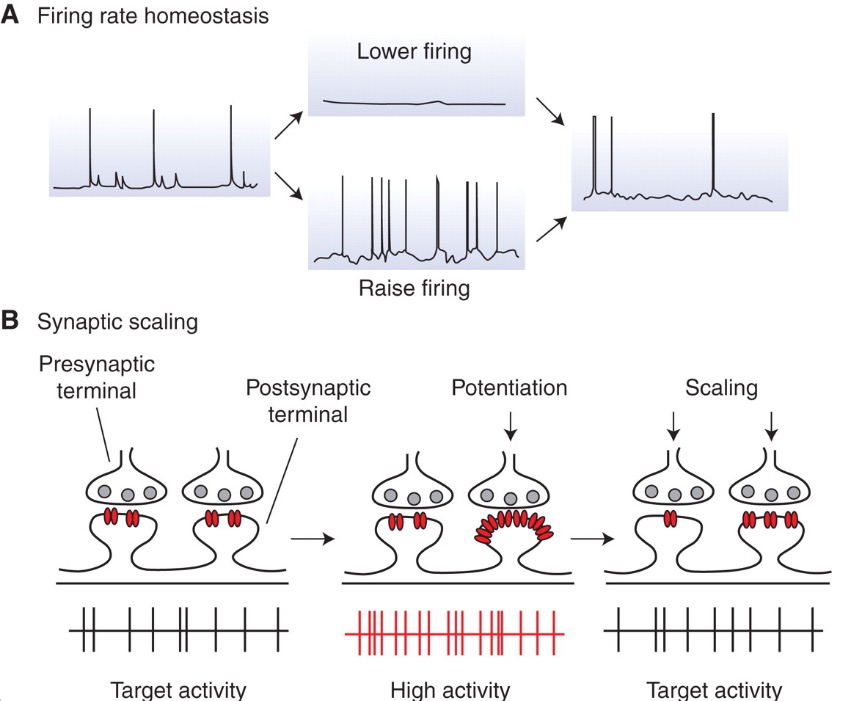 A Firing rate homeostasis
Lower firing
Raise firing
B Synaptic scaling
Presynaptic
terminal
Postsynaptic
terminal
Potentiation
Scaling
Target activity
High activity
Target activity